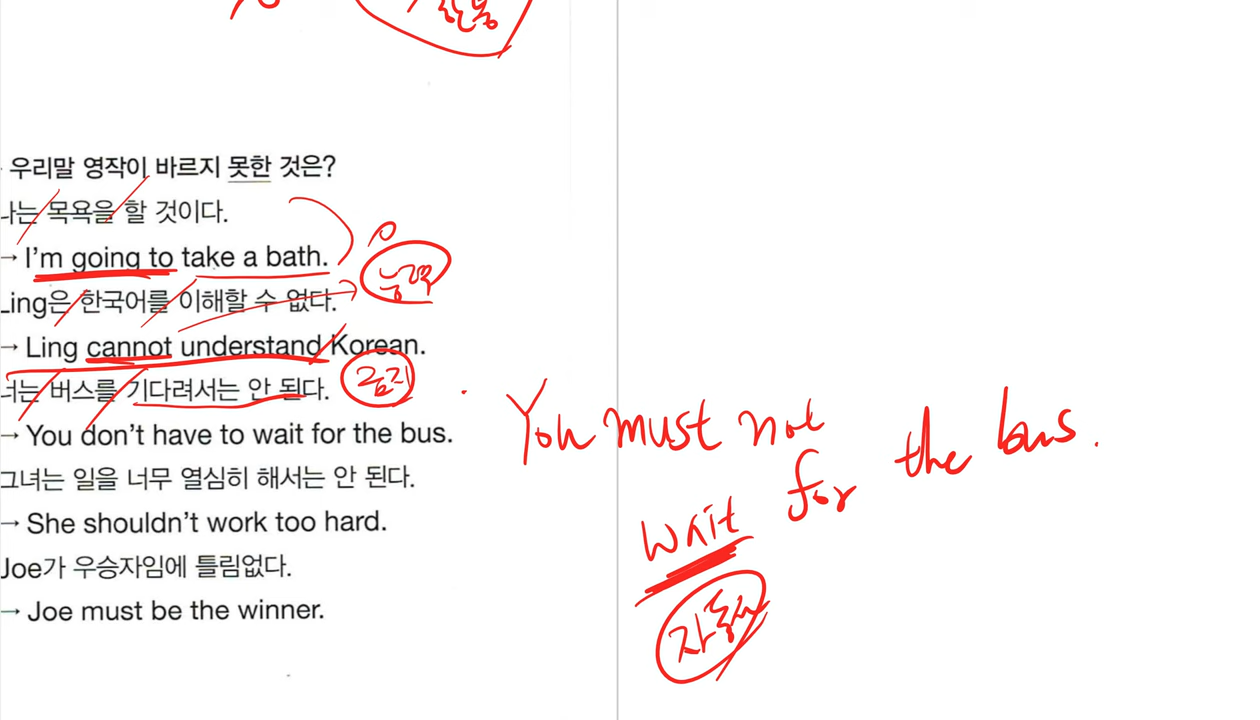 우리말 영작이 바르지 못한 것은?
나는 목욕을 할 것이다.
→ I'm going to take a bath.
능력
Ling은 한국어를 이해할 수 없다.
→ Ling cannot understand Korean.
너는 버스를 기다려서는 안 된다.
금지
→ You don't have to wait for the bus.
You must not
wait for the bus.
자동사
그녀는 일을 너무 열심히 해서는 안 된다.
→ She shouldn't work too hard.
Joe가 우승자임에 틀림없다.
→ Joe must be the winner.